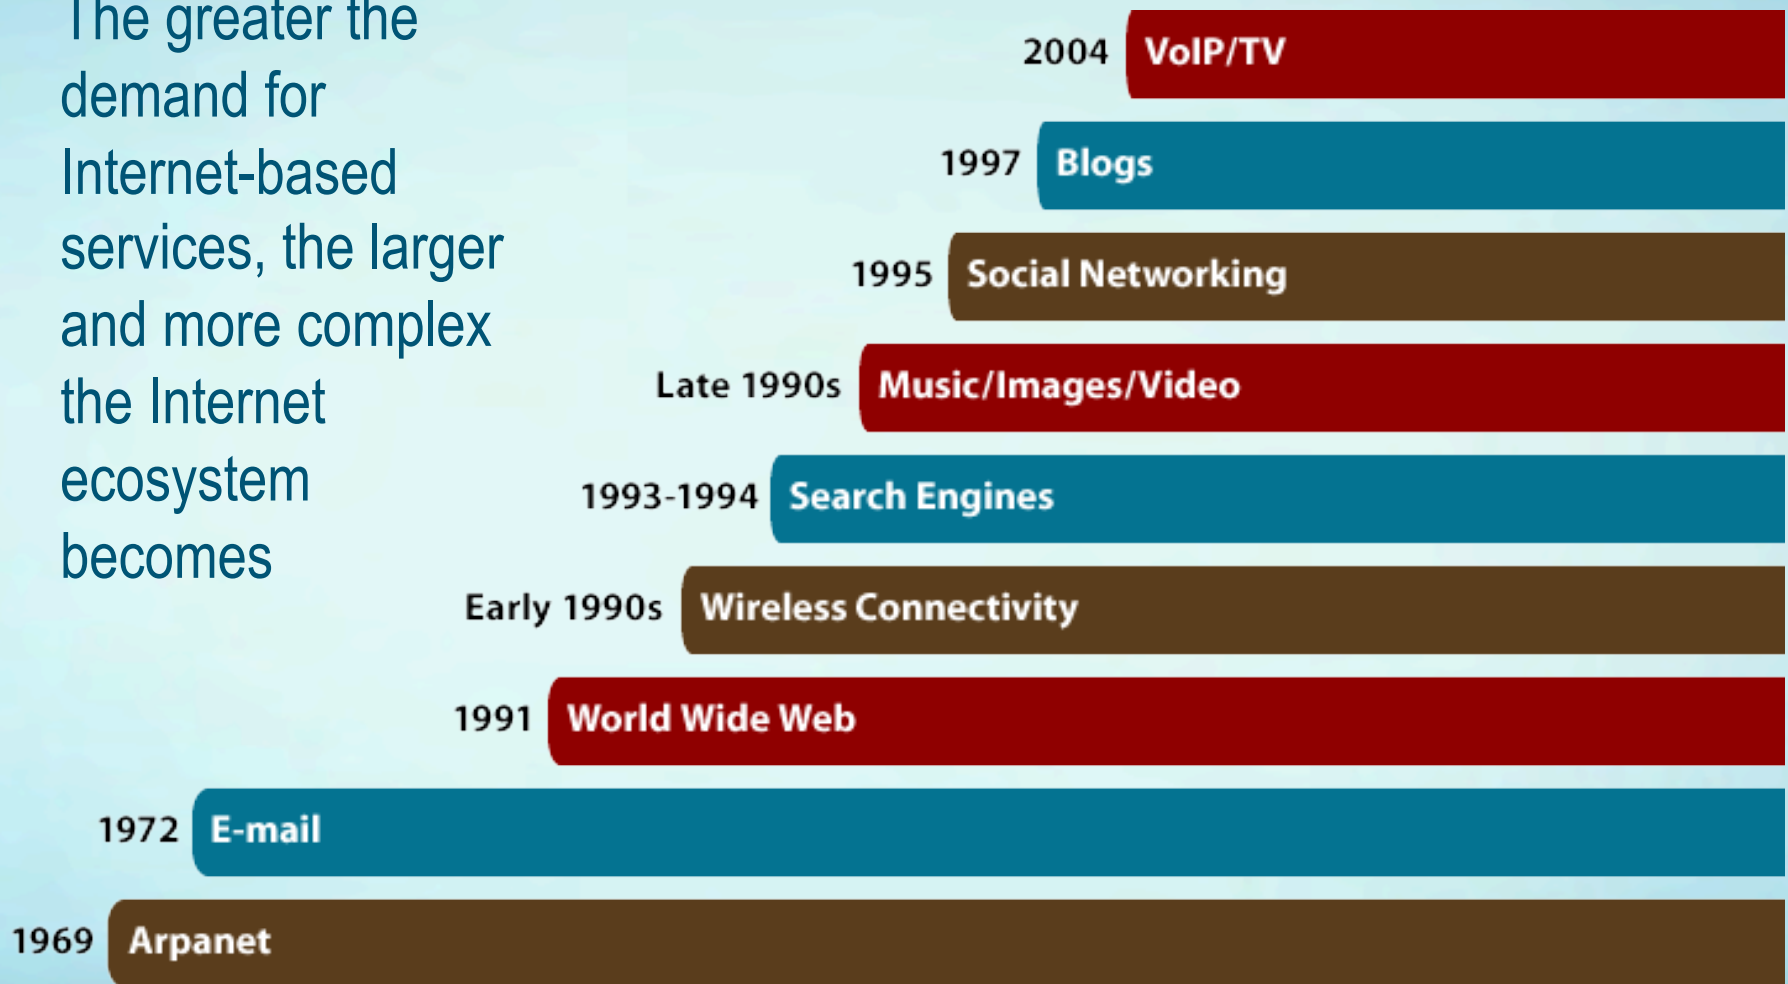 The greater the
demand for
Internet-based
services, the larger
and more complex
the Internet
ecosystem
becomes
2004 VoIP/TV
1997 Blogs
1995 Social Networking
Late 1990s Music/Images/Video
1993-1994 Search Engines
Early 1990s Wireless Connectivity
1991 World Wide Web
1972 E-mail
1969 Arpanet